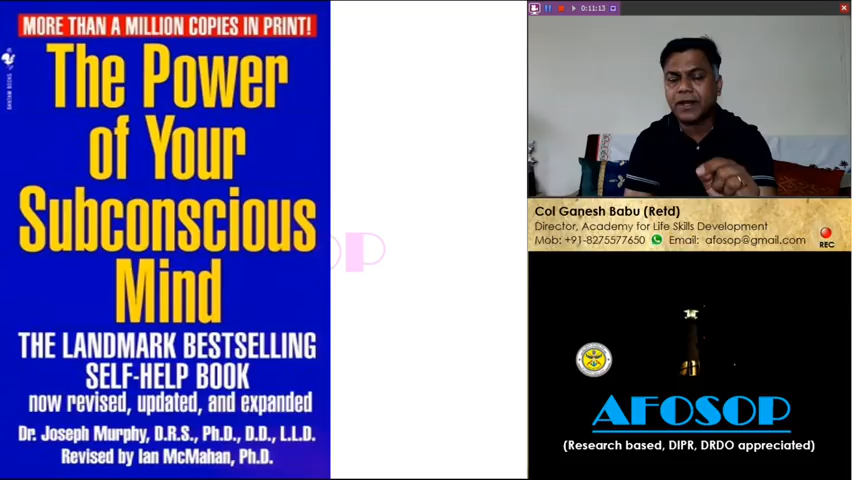 MORE THAN A MILLION COPIES IN PRINT!
The Power
of Your
Subconscious
Mind
THE LANDMARK BESTSELLING
SELF-HELP BOOK
now revised, updated, and expanded
Dr. Joseph Murphy, D.R.S., Ph.D., D.D., L.L.D.
Revised by Ian McMahan, Ph.D.
OP
0:11:13
Col Ganesh Babu (Retd)
Director, Academy for Life Skills Development
Mob: +91-8275577650 Email: afosop@gmail.com
REC
AFOSOP
(Research based, DIPR, DRDO appreciated)